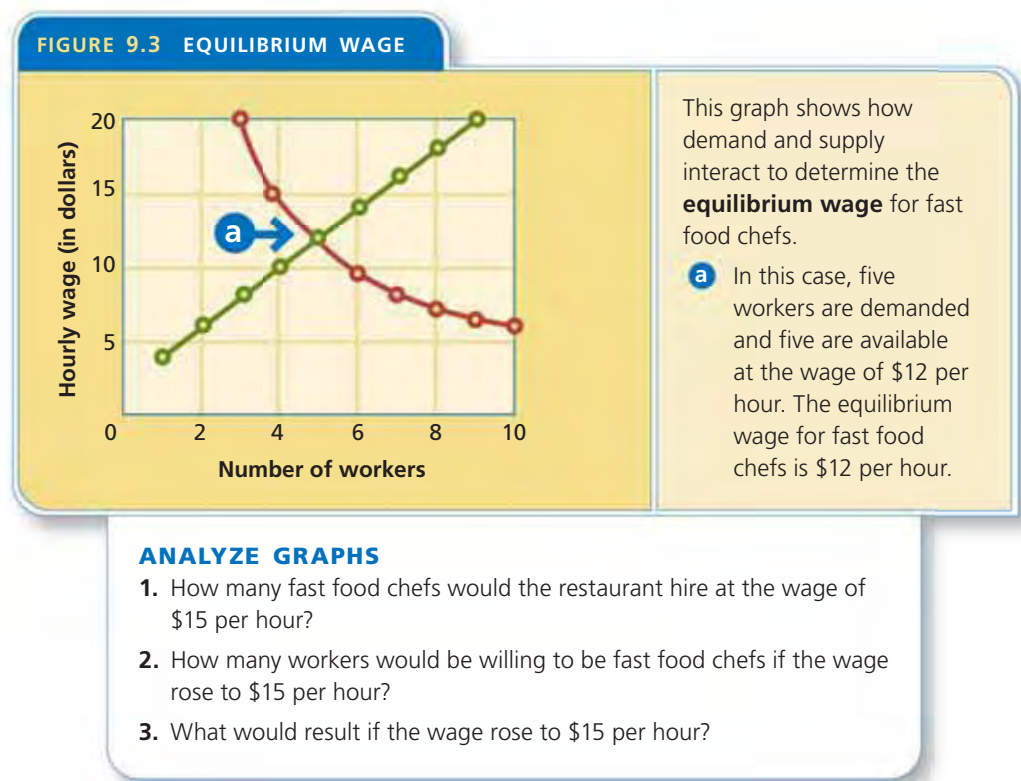 FIGURE 9.3 EQUILIBRIUM WAGE
Hourly wage (in dollars)
20
15
10
5
0 2 4 6 8 10
Number of workers
a
This graph shows how
demand and supply
interact to determine the
equilibrium wage for fast
food chefs.
a In this case, five
workers are demanded
and five are available
at the wage of $12 per
hour. The equilibrium
wage for fast food
chefs is $12 per hour.
ANALYZE GRAPHS
1. How many fast food chefs would the restaurant hire at the wage of
$15 per hour?
2. How many workers would be willing to be fast food chefs if the wage
rose to $15 per hour?
3. What would result if the wage rose to $15 per hour?